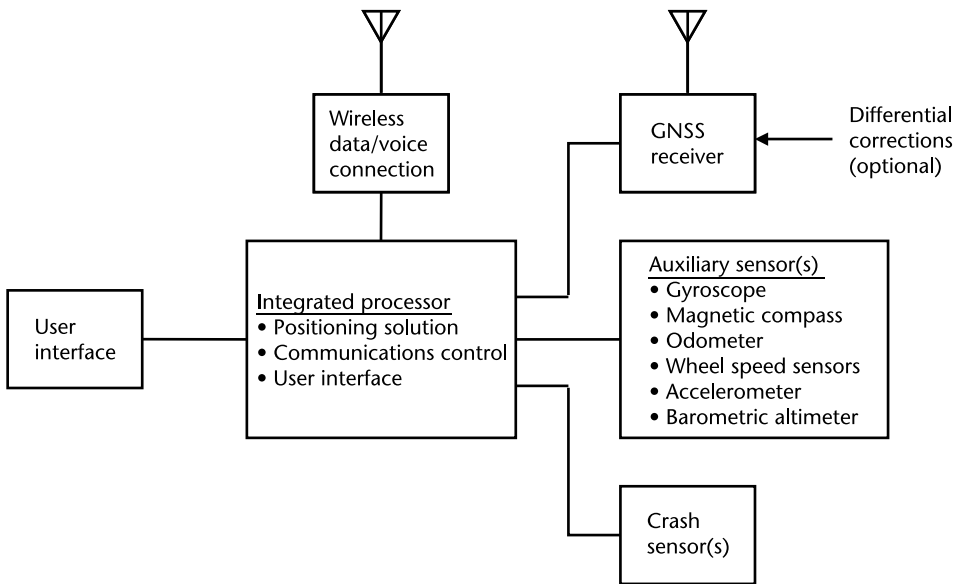 Wireless
data/voice
connection
GNSS
receiver
Differential
corrections
(optional)
User
interface
Integrated processor
• Positioning solution
• Communications control
• User interface
Auxiliary sensor(s)
• Gyroscope
• Magnetic compass
• Odometer
• Wheel speed sensors
• Accelerometer
• Barometric altimeter
Crash
sensor(s)